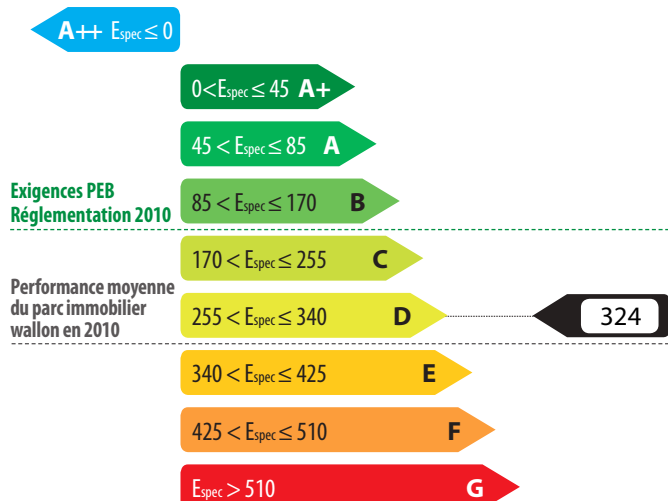 A++ Espec ≤ 0
0<Espec ≤ 45 A+
45 < Espec ≤ 85 A
Exigences PEB
Réglementation 2010
85 < Espec ≤ 170 B
170 < Espec ≤ 255 C
Performance moyenne
du parc immobilier
wallon en 2010
255 < Espec ≤ 340 D
324
340 < Espec ≤ 425 E
425 < Espec ≤ 510 F
Espec > 510 G